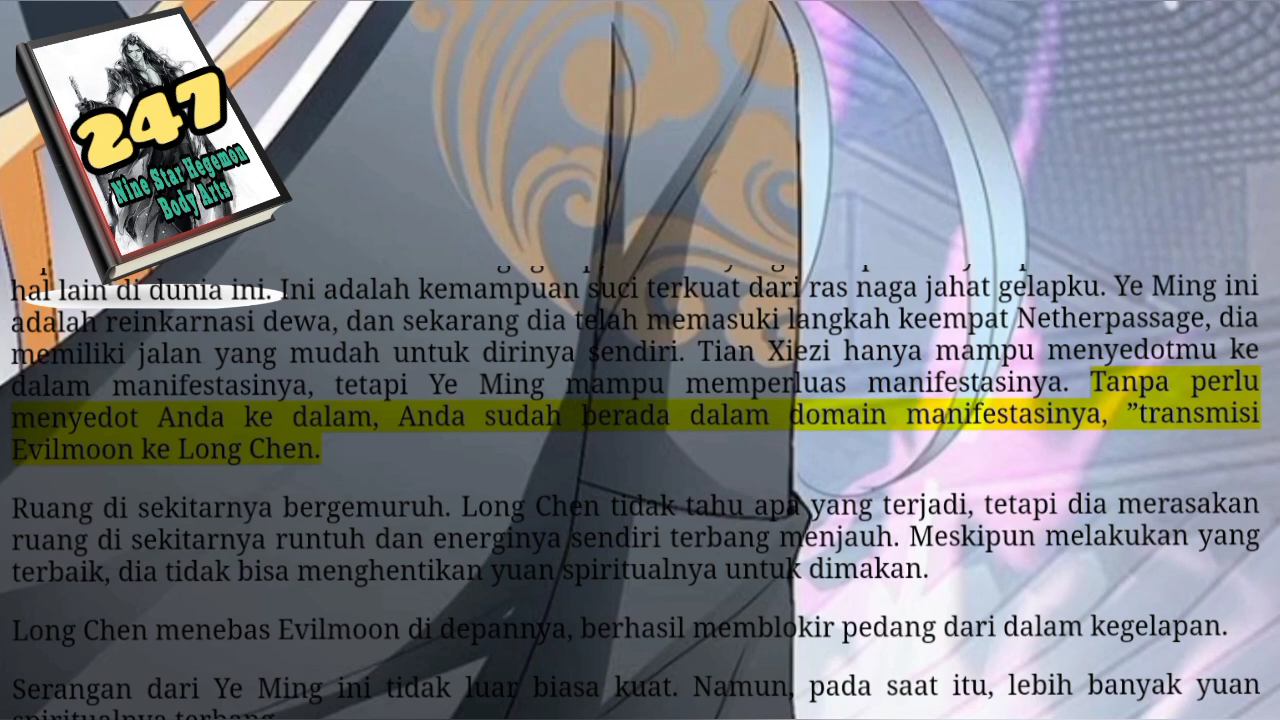 247
Nine Star Hegemon
Body Arts
hal lain di dunia ini. Ini adalah kemampuan suci terkuat dari ras naga jahat gelapku. Ye Ming ini
adalah reinkarnasi dewa, dan sekarang dia telah memasuki langkah keempat Netherpassage, dia
memiliki jalan yang mudah untuk dirinya sendiri. Tian Xiezi hanya mampu menyedotmu ke
dalam manifestasinya, tetapi Ye Ming mampu memperluas manifestasinya. Tanpa perlu
menyedot Anda ke dalam, Anda sudah berada dalam domain manifestasinya, ”transmisi
Evilmoon ke Long Chen.
Ruang di sekitarnya bergemuruh. Long Chen tidak tahu apa yang terjadi, tetapi dia merasakan
ruang di sekitarnya runtuh dan energinya sendiri terbang menjauh. Meskipun melakukan yang
terbaik, dia tidak bisa menghentikan yuan spiritualnya untuk dimakan.
Long Chen menebas Evilmoon di depannya, berhasil memblokir pedang dari dalam kegelapan.
Serangan dari Ye Ming ini tidak luar biasa kuat. Namun, pada saat itu, lebih banyak yuan
spiritualnya terbang.